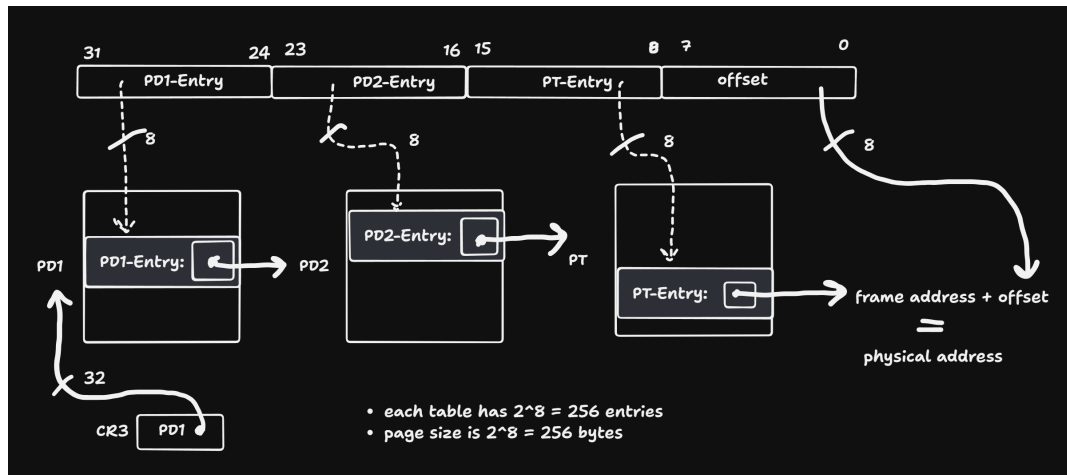 31 24 23 16 15 8 7 0
PD1-Entry PD2-Entry PT-Entry offset
8 8 8 8
PD1 PD1-Entry: PD2 PD2-Entry: PT PT-Entry: frame address + offset
=
physical address
32
CR3 PD1
• each table has 2^8 = 256 entries
• page size is 2^8 = 256 bytes